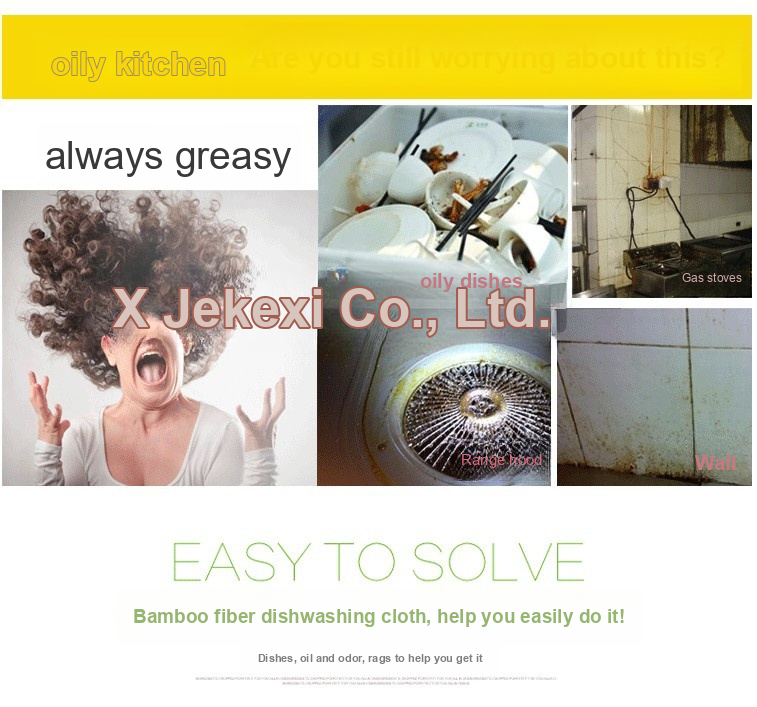 oily kitchen
Are you still worrying about this?
always greasy
oily dishes
Gas stoves
X Jekexi Co., Ltd.
Range hood
Wall
EASY TO SOLVE
Bamboo fiber dishwashing cloth, help you easily do it!
Dishes, oil and odor, rags to help you get it